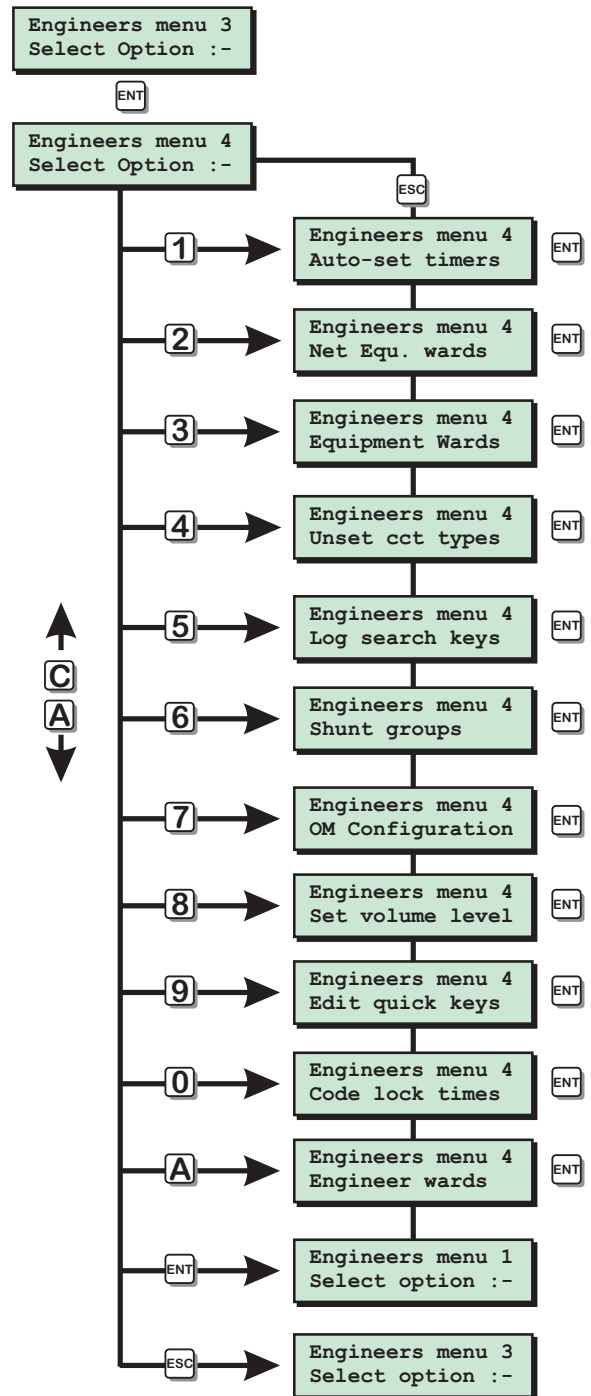 Engineers menu 3
Select Option :-
ENT
Engineers menu 4
Select Option :-
ESC
1
Engineers menu 4
Auto-set timers
ENT
2
Engineers menu 4
Net Equ. wards
ENT
3
Engineers menu 4
Equipment Wards
ENT
4
Engineers menu 4
Unset cct types
ENT
5
Engineers menu 4
Log search keys
ENT
C
A
6
Engineers menu 4
Shunt groups
ENT
7
Engineers menu 4
OM Configuration
ENT
8
Engineers menu 4
Set volume level
ENT
9
Engineers menu 4
Edit quick keys
ENT
0
Engineers menu 4
Code lock times
ENT
A
Engineers menu 4
Engineer wards
ENT
ENT
Engineers menu 1
Select option :-
ESC
Engineers menu 3
Select option :-